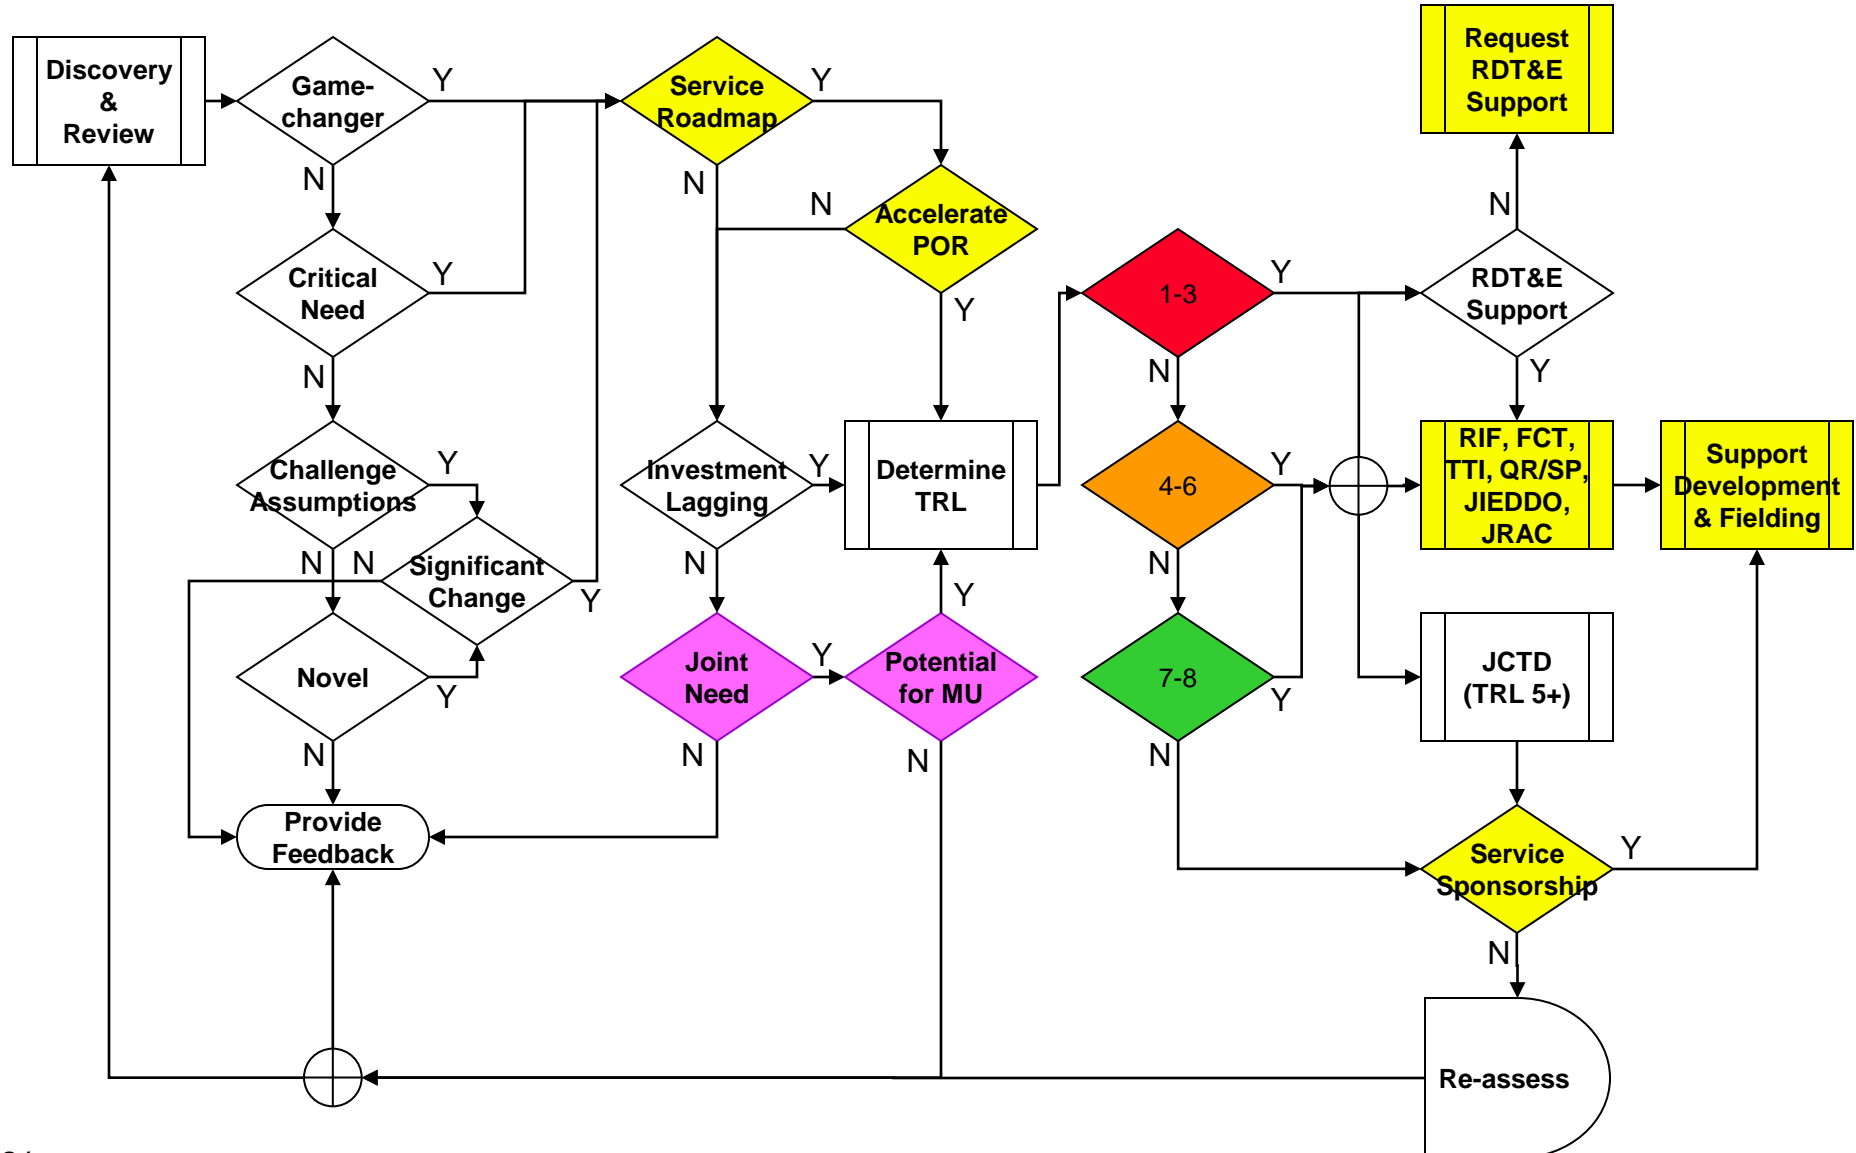 Discovery
&
Review
Game-
changer
Y
N
Critical
Need
Y
N
Challenge
Assumptions
Y
N
N
Significant
Change
Y
Novel
Y
N
Provide
Feedback
Service
Roadmap
Y
N
Accelerate
POR
N
Y
Investment
Lagging
Y
N
Determine
TRL
Joint
Need
Y
N
Potential
for MU
Y
N
1-3
Y
N
4-6
Y
N
7-8
Y
N
Request
RDT&E
Support
N
RDT&E
Support
Y
RIF, FCT,
TTI, QR/SP,
JIEDDO,
JRAC
Support
Development
& Fielding
JCTD
(TRL 5+)
Service
Sponsorship
Y
N
Re-assess